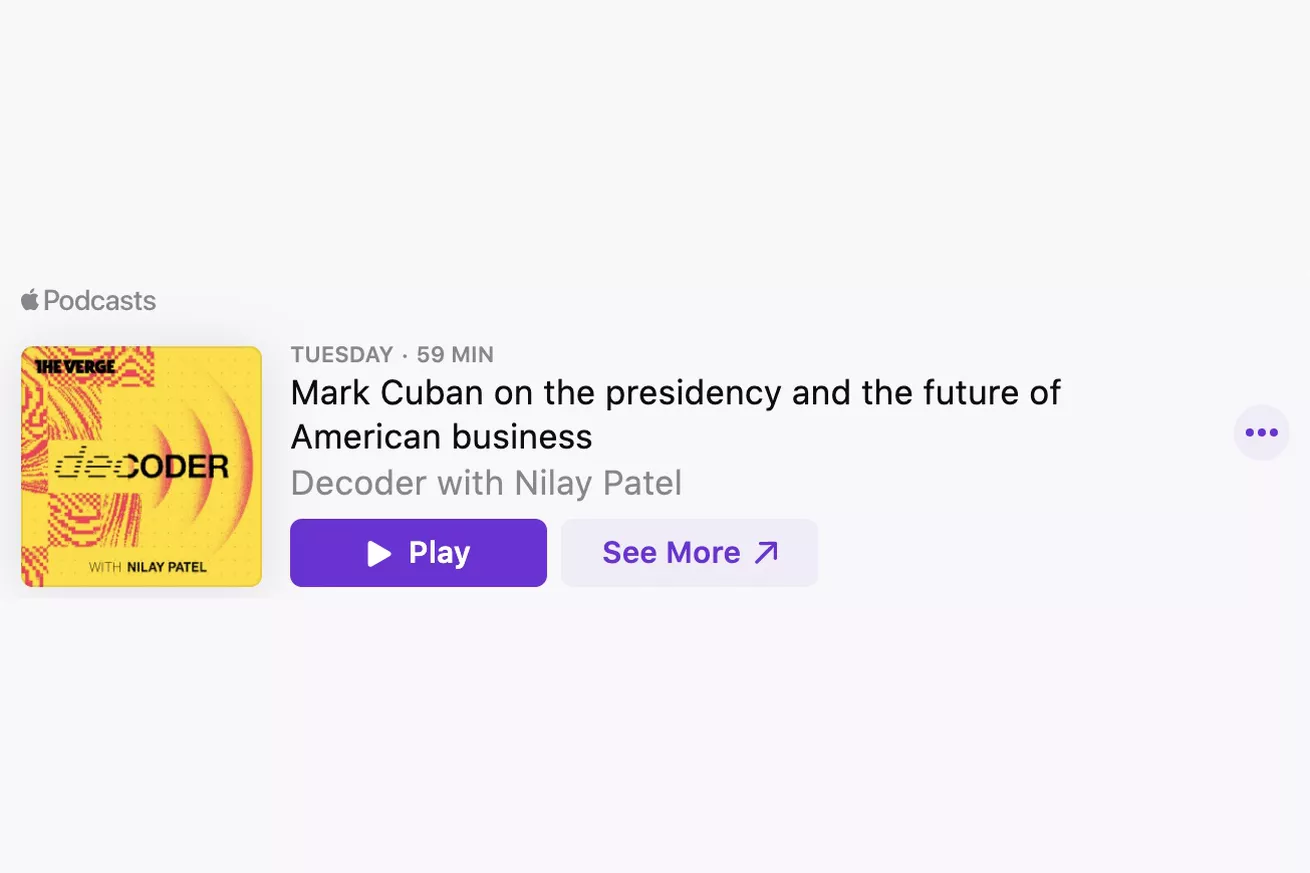 Podcasts
THE VERGE
decODER
WITH NILAY PATEL
TUESDAY · 59 MIN
Mark Cuban on the presidency and the future of
American business
Decoder with Nilay Patel
Play
See More